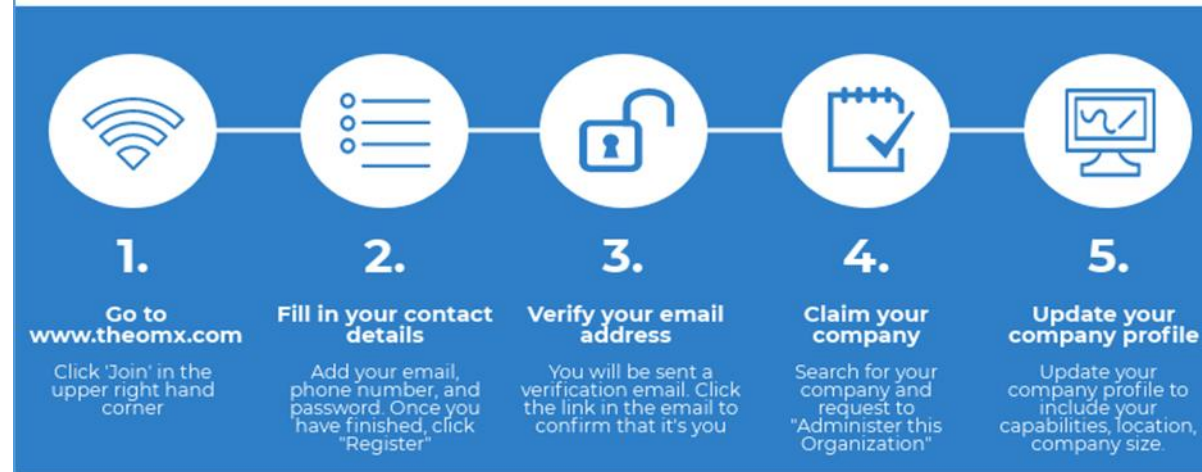 1.
Go to
www.theomx.com
Click 'Join' in the
upper right hand
corner
2.
Fill in your contact
details
Add your email,
phone number, and
password. Once you
have finished, click
"Register"
3.
Verify your email
address
You will be sent a
verification email. Click
the link in the email to
confirm that it's you
4.
Claim your
company
Search for your
company and
request to
"Administer this
Organization"
5.
Update your
company profile
Update your
company profile to
include your
capabilities, location,
company size.